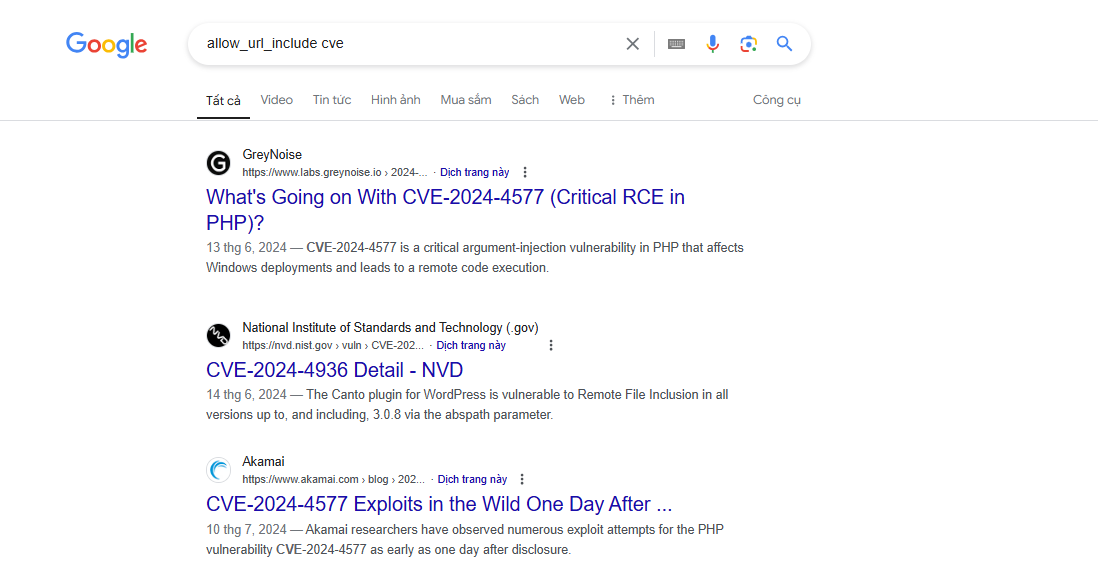 Google
allow_url_include cve
Tất cả Video Tin tức Hình ảnh Mua sắm Sách Web Thêm Công cụ
GreyNoise
https://www.labs.greynoise.io › 2024-... · Dịch trang này
What's Going on With CVE-2024-4577 (Critical RCE in
PHP)?
13 thg 6, 2024 — CVE-2024-4577 is a critical argument-injection vulnerability in PHP that affects
Windows deployments and leads to a remote code execution.
National Institute of Standards and Technology (.gov)
https://nvd.nist.gov › vuln › CVE-202... · Dịch trang này
CVE-2024-4936 Detail - NVD
14 thg 6, 2024 — The Canto plugin for WordPress is vulnerable to Remote File Inclusion in all
versions up to, and including, 3.0.8 via the abspath parameter.
Akamai
https://www.akamai.com › blog › 202... · Dịch trang này
CVE-2024-4577 Exploits in the Wild One Day After ...
10 thg 7, 2024 — Akamai researchers have observed numerous exploit attempts for the PHP
vulnerability CVE-2024-4577 as early as one day after disclosure.